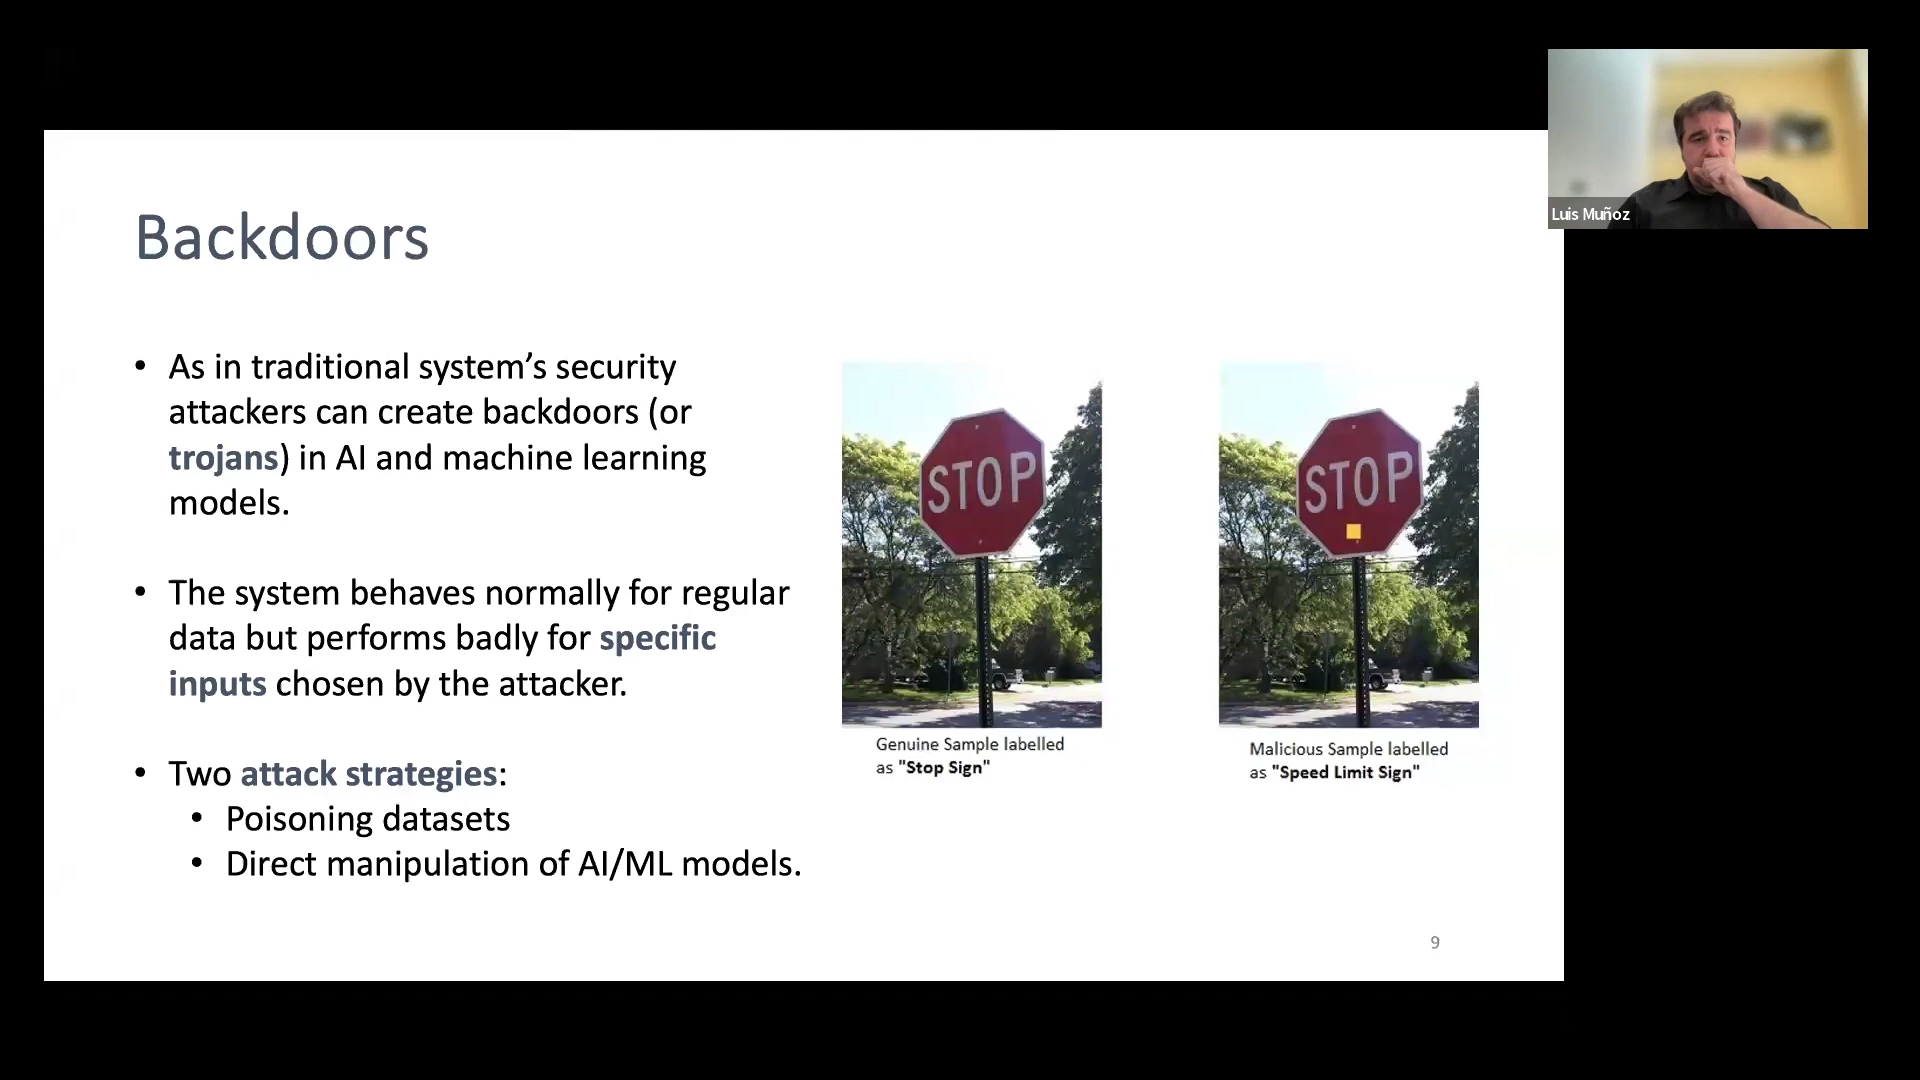 Luis Muñoz
Backdoors
• As in traditional system’s security
attackers can create backdoors (or
trojans) in AI and machine learning
models.
• The system behaves normally for regular
data but performs badly for specific
inputs chosen by the attacker.
• Two attack strategies:
• Poisoning datasets
• Direct manipulation of AI/ML models.
STOP
Genuine Sample labelled
as "Stop Sign"
STOP
Malicious Sample labelled
as "Speed Limit Sign"
9